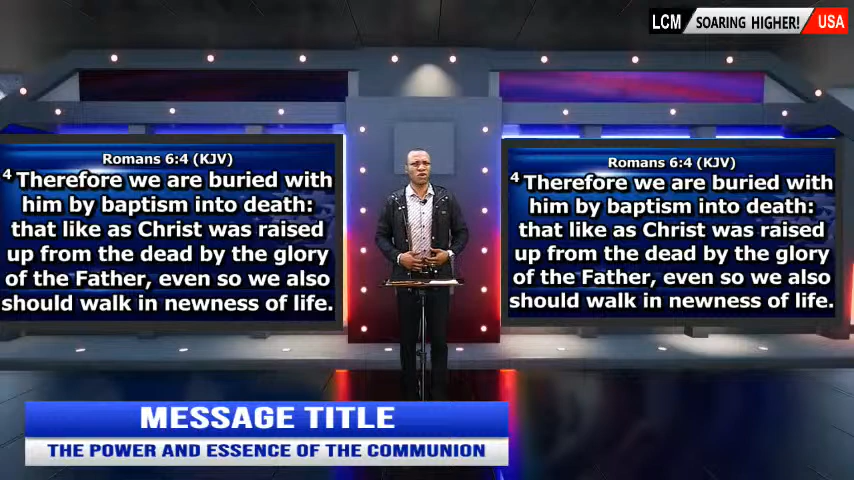 LCM SOARING HIGHER! USA
Romans 6:4 (KJV)
4 Therefore we are buried with
him by baptism into death:
that like as Christ was raised
up from the dead by the glory
of the Father, even so we also
should walk in newness of life.
Romans 6:4 (KJV)
4 Therefore we are buried with
him by baptism into death:
that like as Christ was raised
up from the dead by the glory
of the Father, even so we also
should walk in newness of life.
MESSAGE TITLE
THE POWER AND ESSENCE OF THE COMMUNION